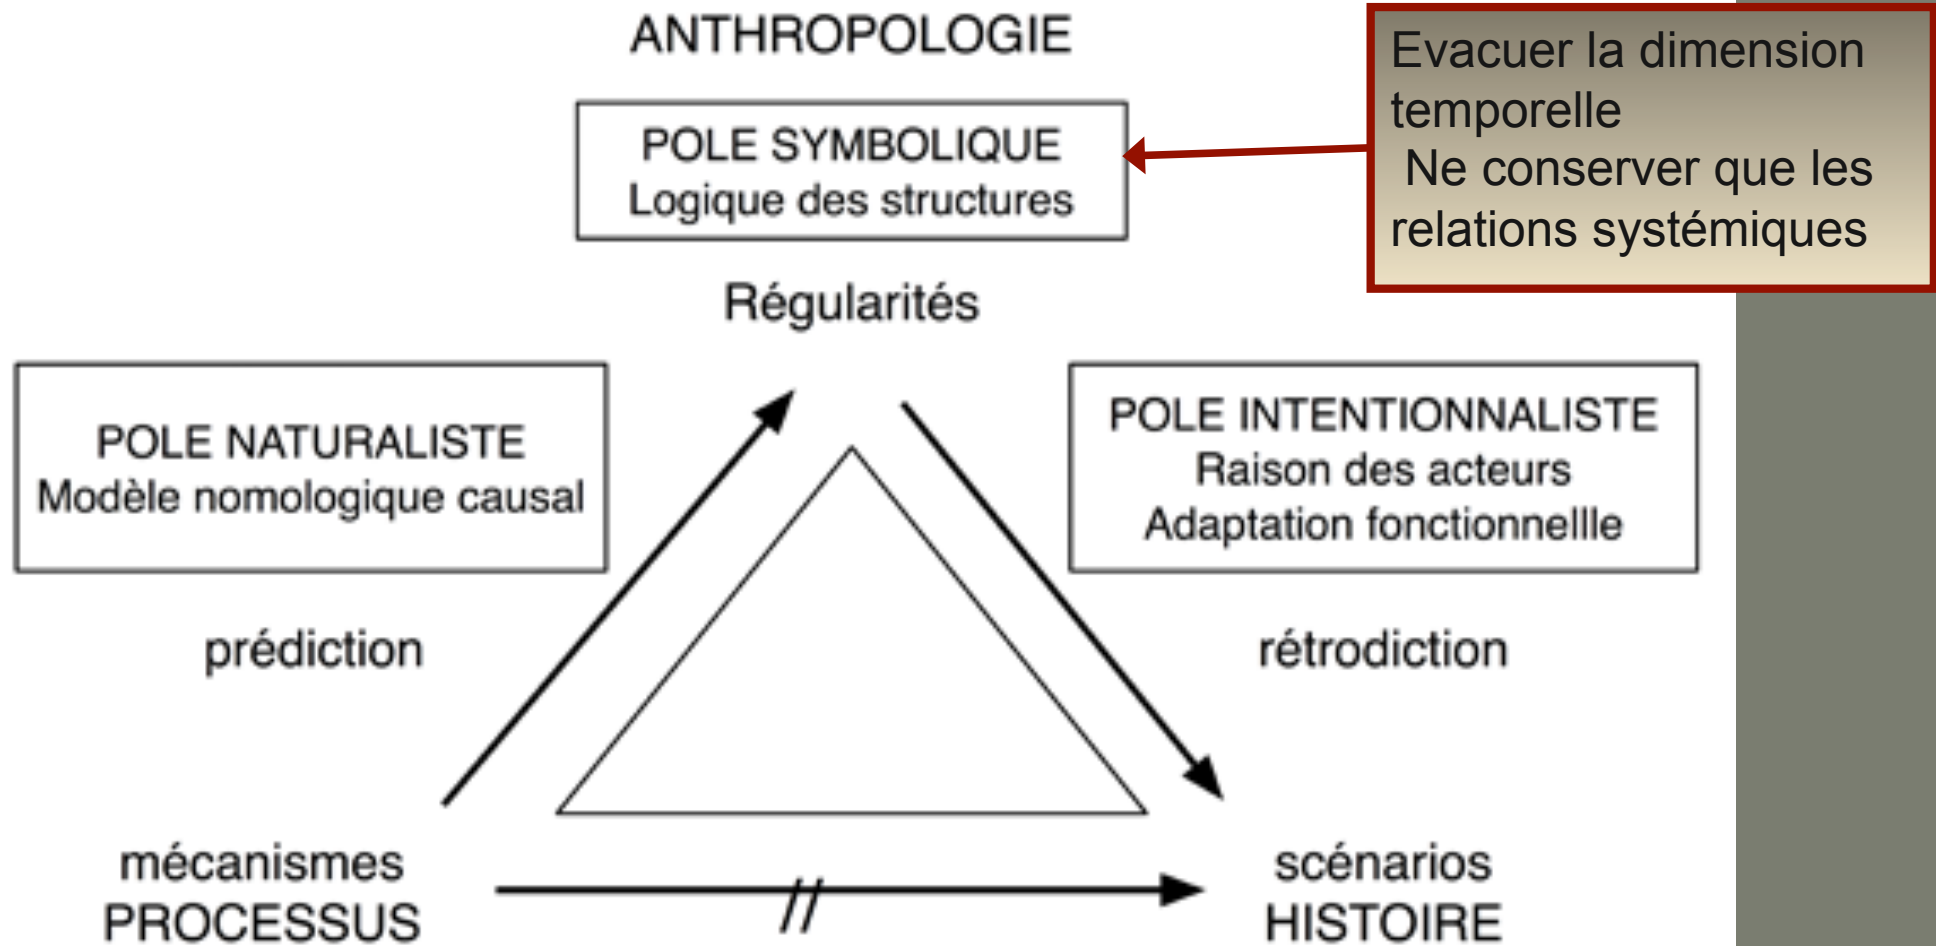 ANTHROPOLOGIE
POLE SYMBOLIQUE
Logique des structures
Evacuer la dimension
temporelle
Ne conserver que les
relations systémiques
Régularités
POLE NATURALISTE
Modèle nomologique causal
POLE INTENTIONNALISTE
Raison des acteurs
Adaptation fonctionnellle
prédiction
rétrodiction
mécanismes
PROCESSUS
//
scénarios
HISTOIRE